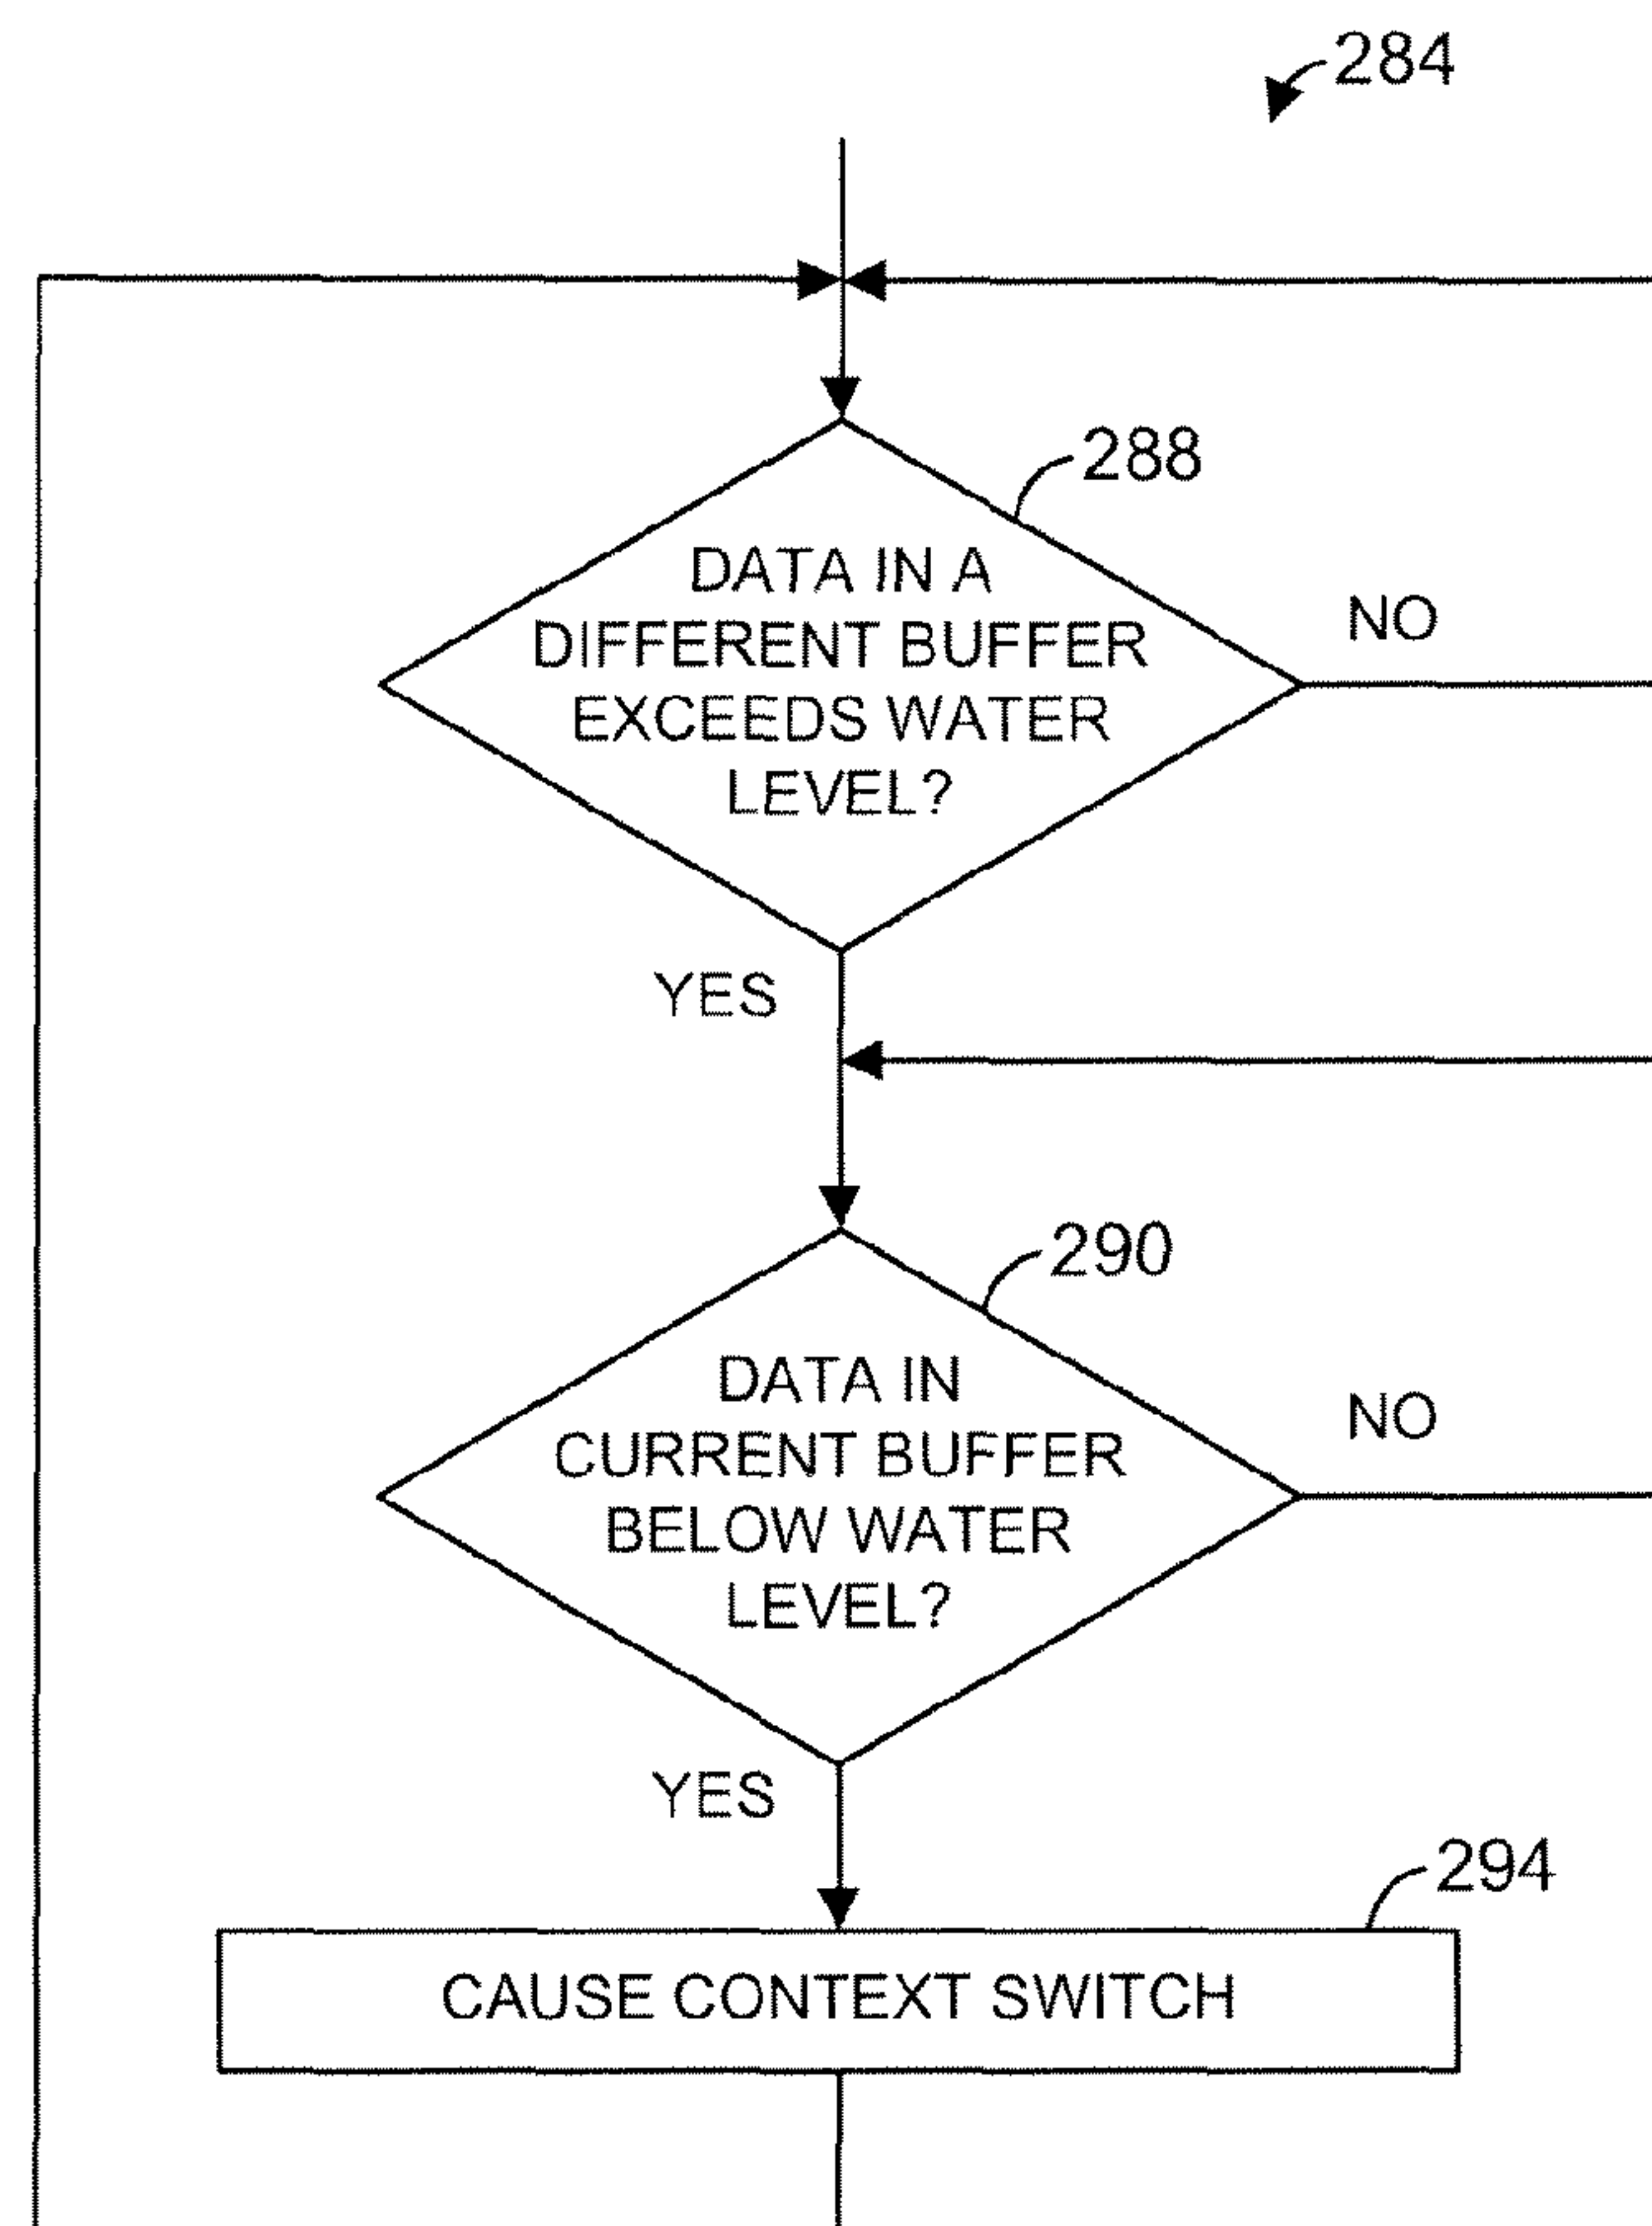 284
288
DATA IN A
DIFFERENT BUFFER
EXCEEDS WATER
LEVEL?
NO
YES
290
DATA IN
CURRENT BUFFER
BELOW WATER
LEVEL?
NO
YES
294
CAUSE CONTEXT SWITCH